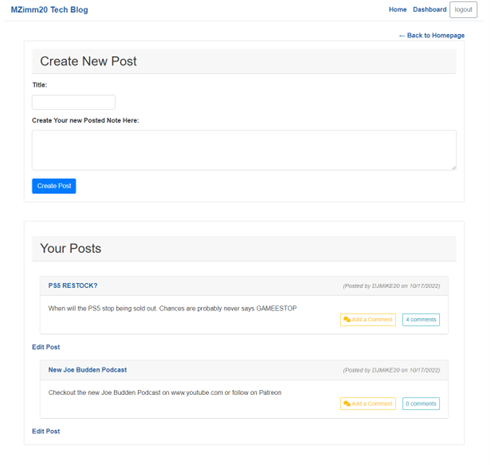 MZimm20 Tech Blog
Home Dashboard logout
← Back to Homepage
Create New Post
Title:
Create Your new Posted Note Here:
Create Post
Your Posts
PS5 RESTOCK? (Posted by DJMIKE20 on 10/17/2022)
When will the PS5 stop being sold out. Chances are probably never says GAMEESTOP
Add a Comment 4 comments
Edit Post
New Joe Budden Podcast (Posted by DJMIKE20 on 10/17/2022)
Checkout the new Joe Budden Podcast on www.youtube.com or follow on Patreon
Add a Comment 0 comments
Edit Post